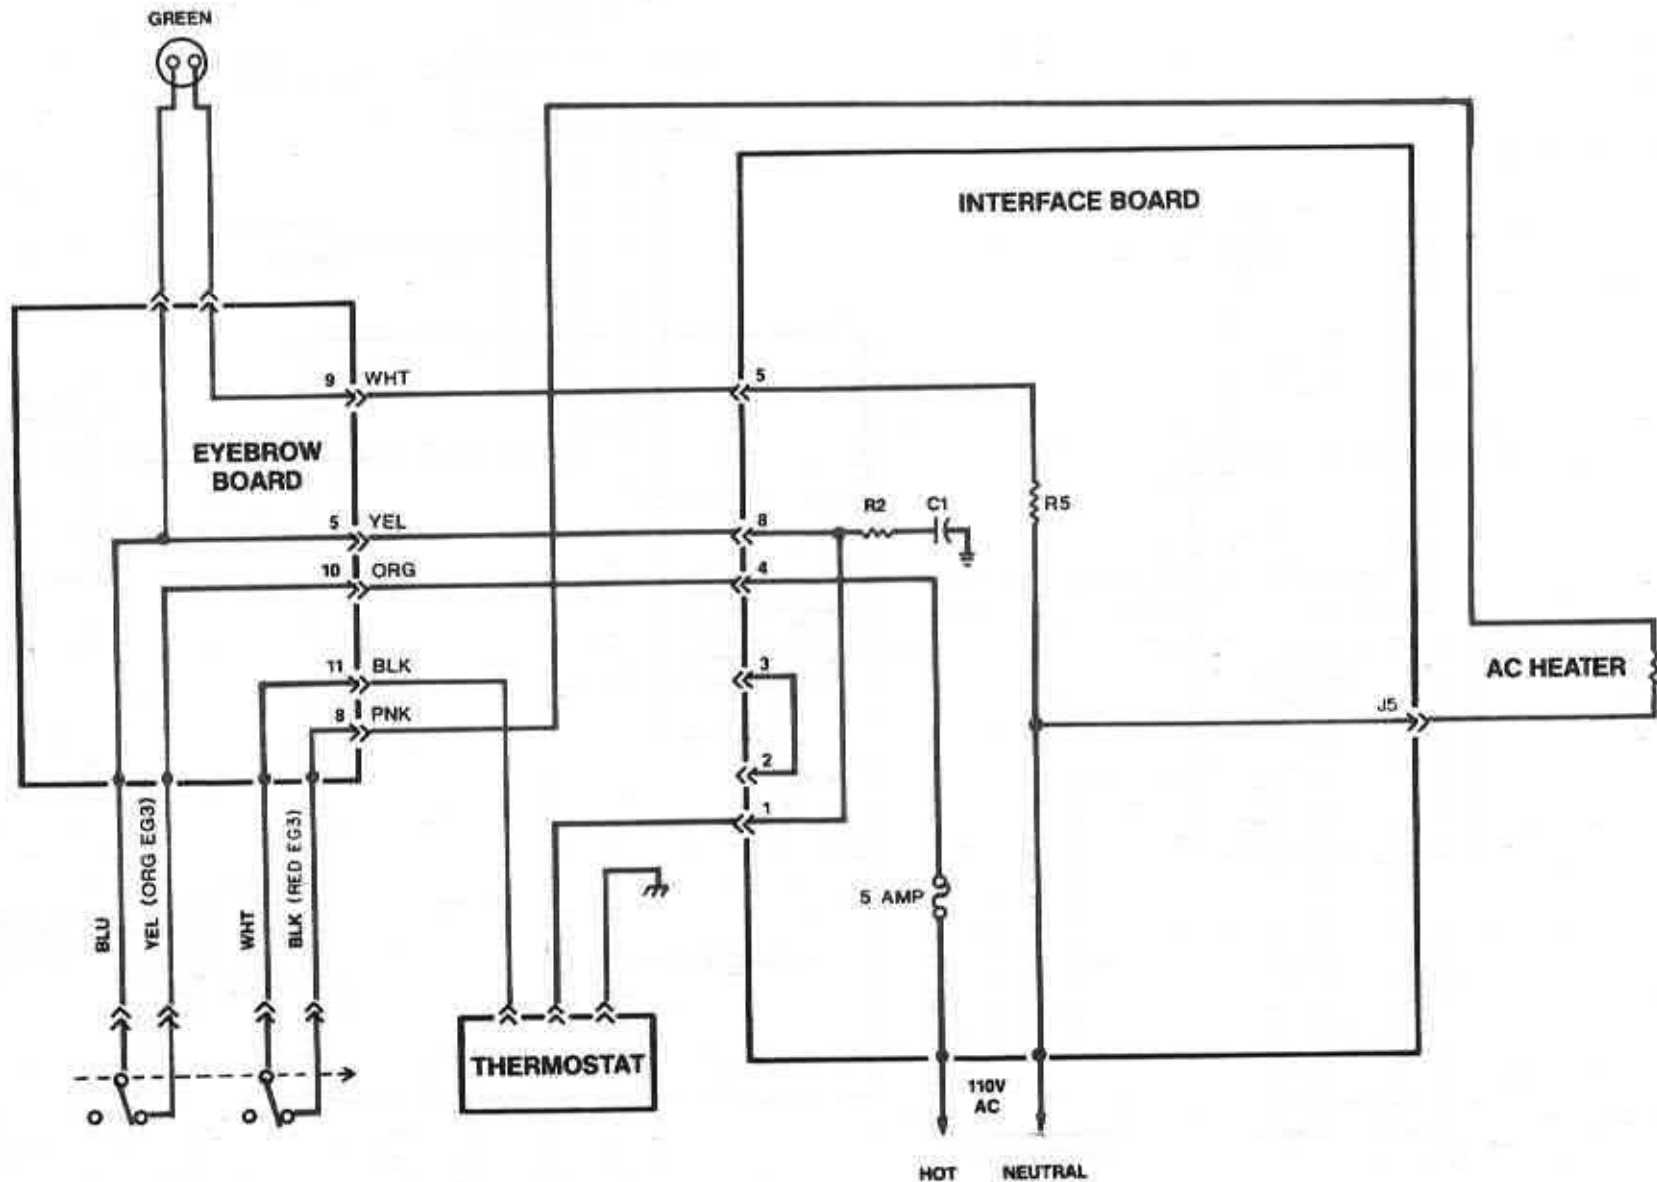 GREEN
INTERFACE BOARD
9 WHT
5
EYEBROW
BOARD
5 YEL
8
R2
C1
R5
10 ORG
4
11 BLK
3
AC HEATER
8 PNK
J5
2
1
BLU
YEL (ORG EG3)
WHT
BLK (RED EG3)
5 AMP
THERMOSTAT
110V
AC
HOT
NEUTRAL